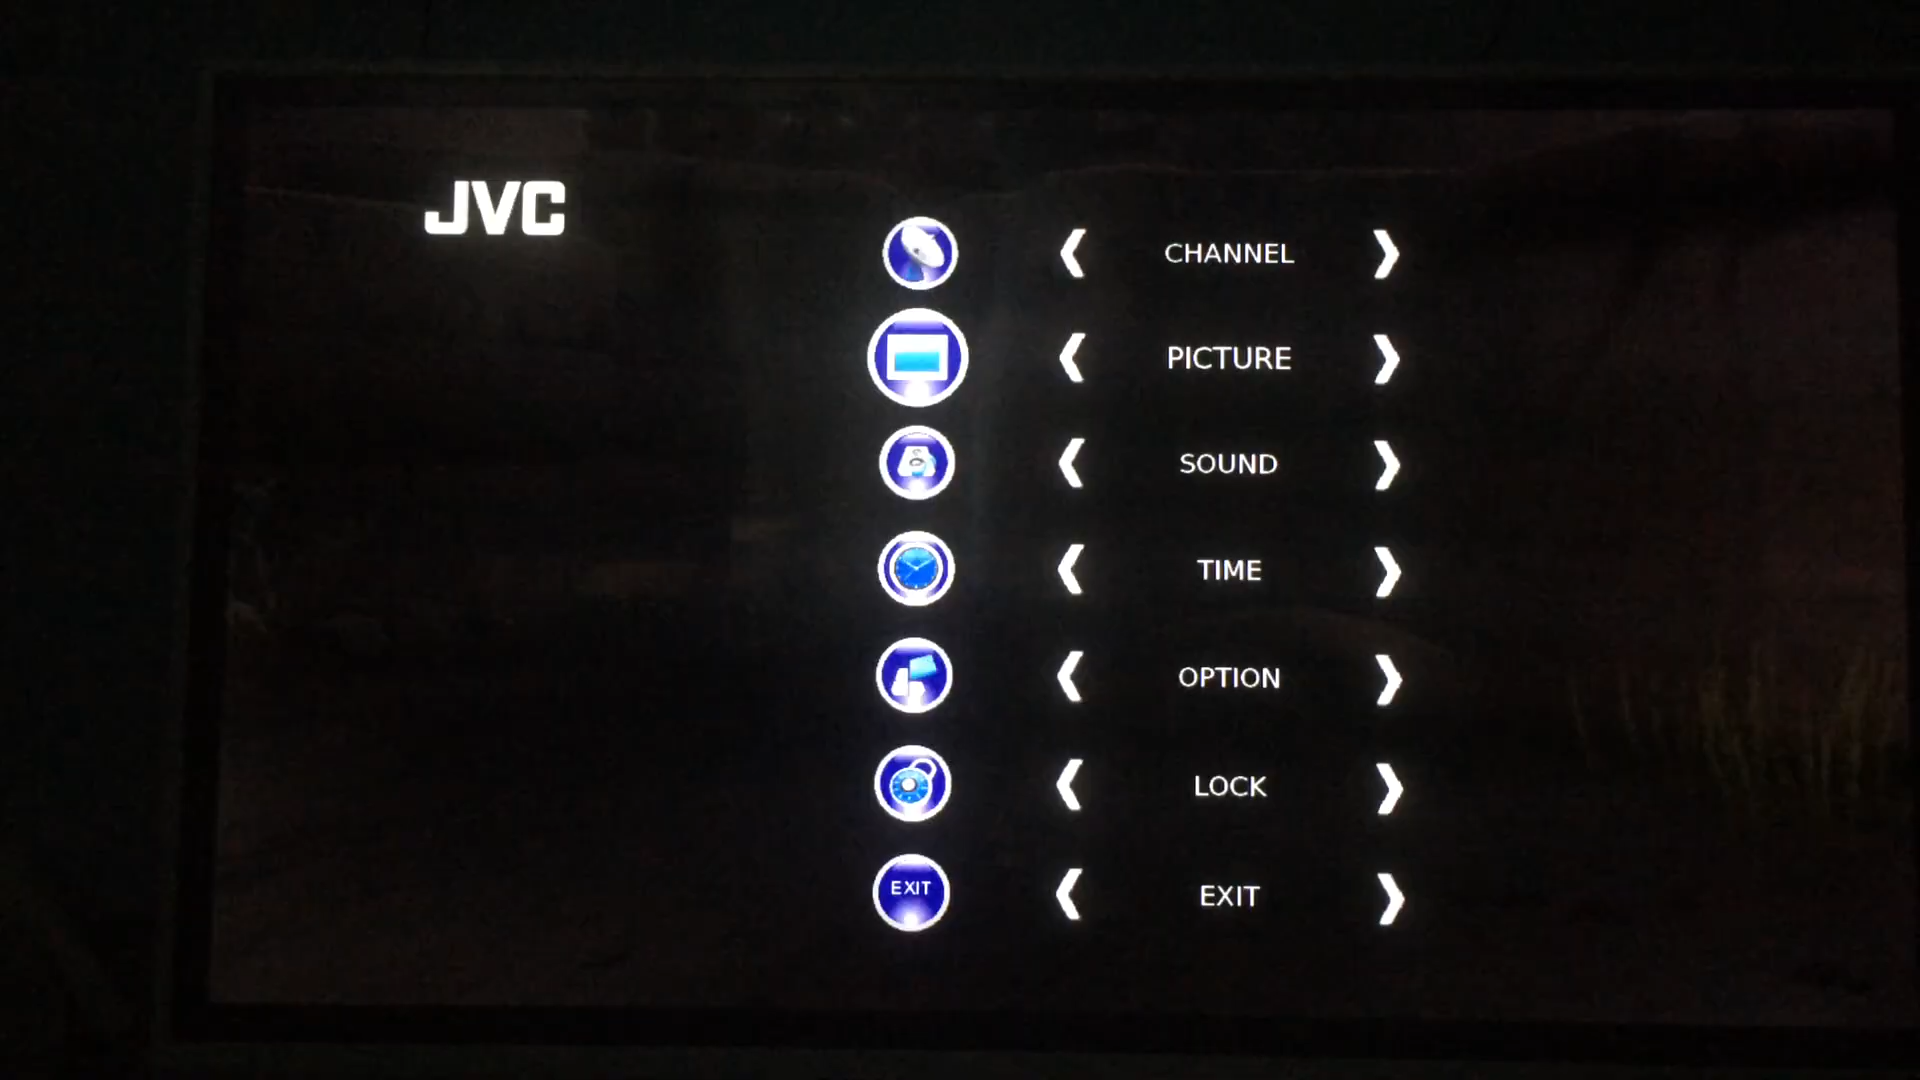 JVC
CHANNEL
PICTURE
SOUND
TIME
OPTION
LOCK
EXIT EXIT